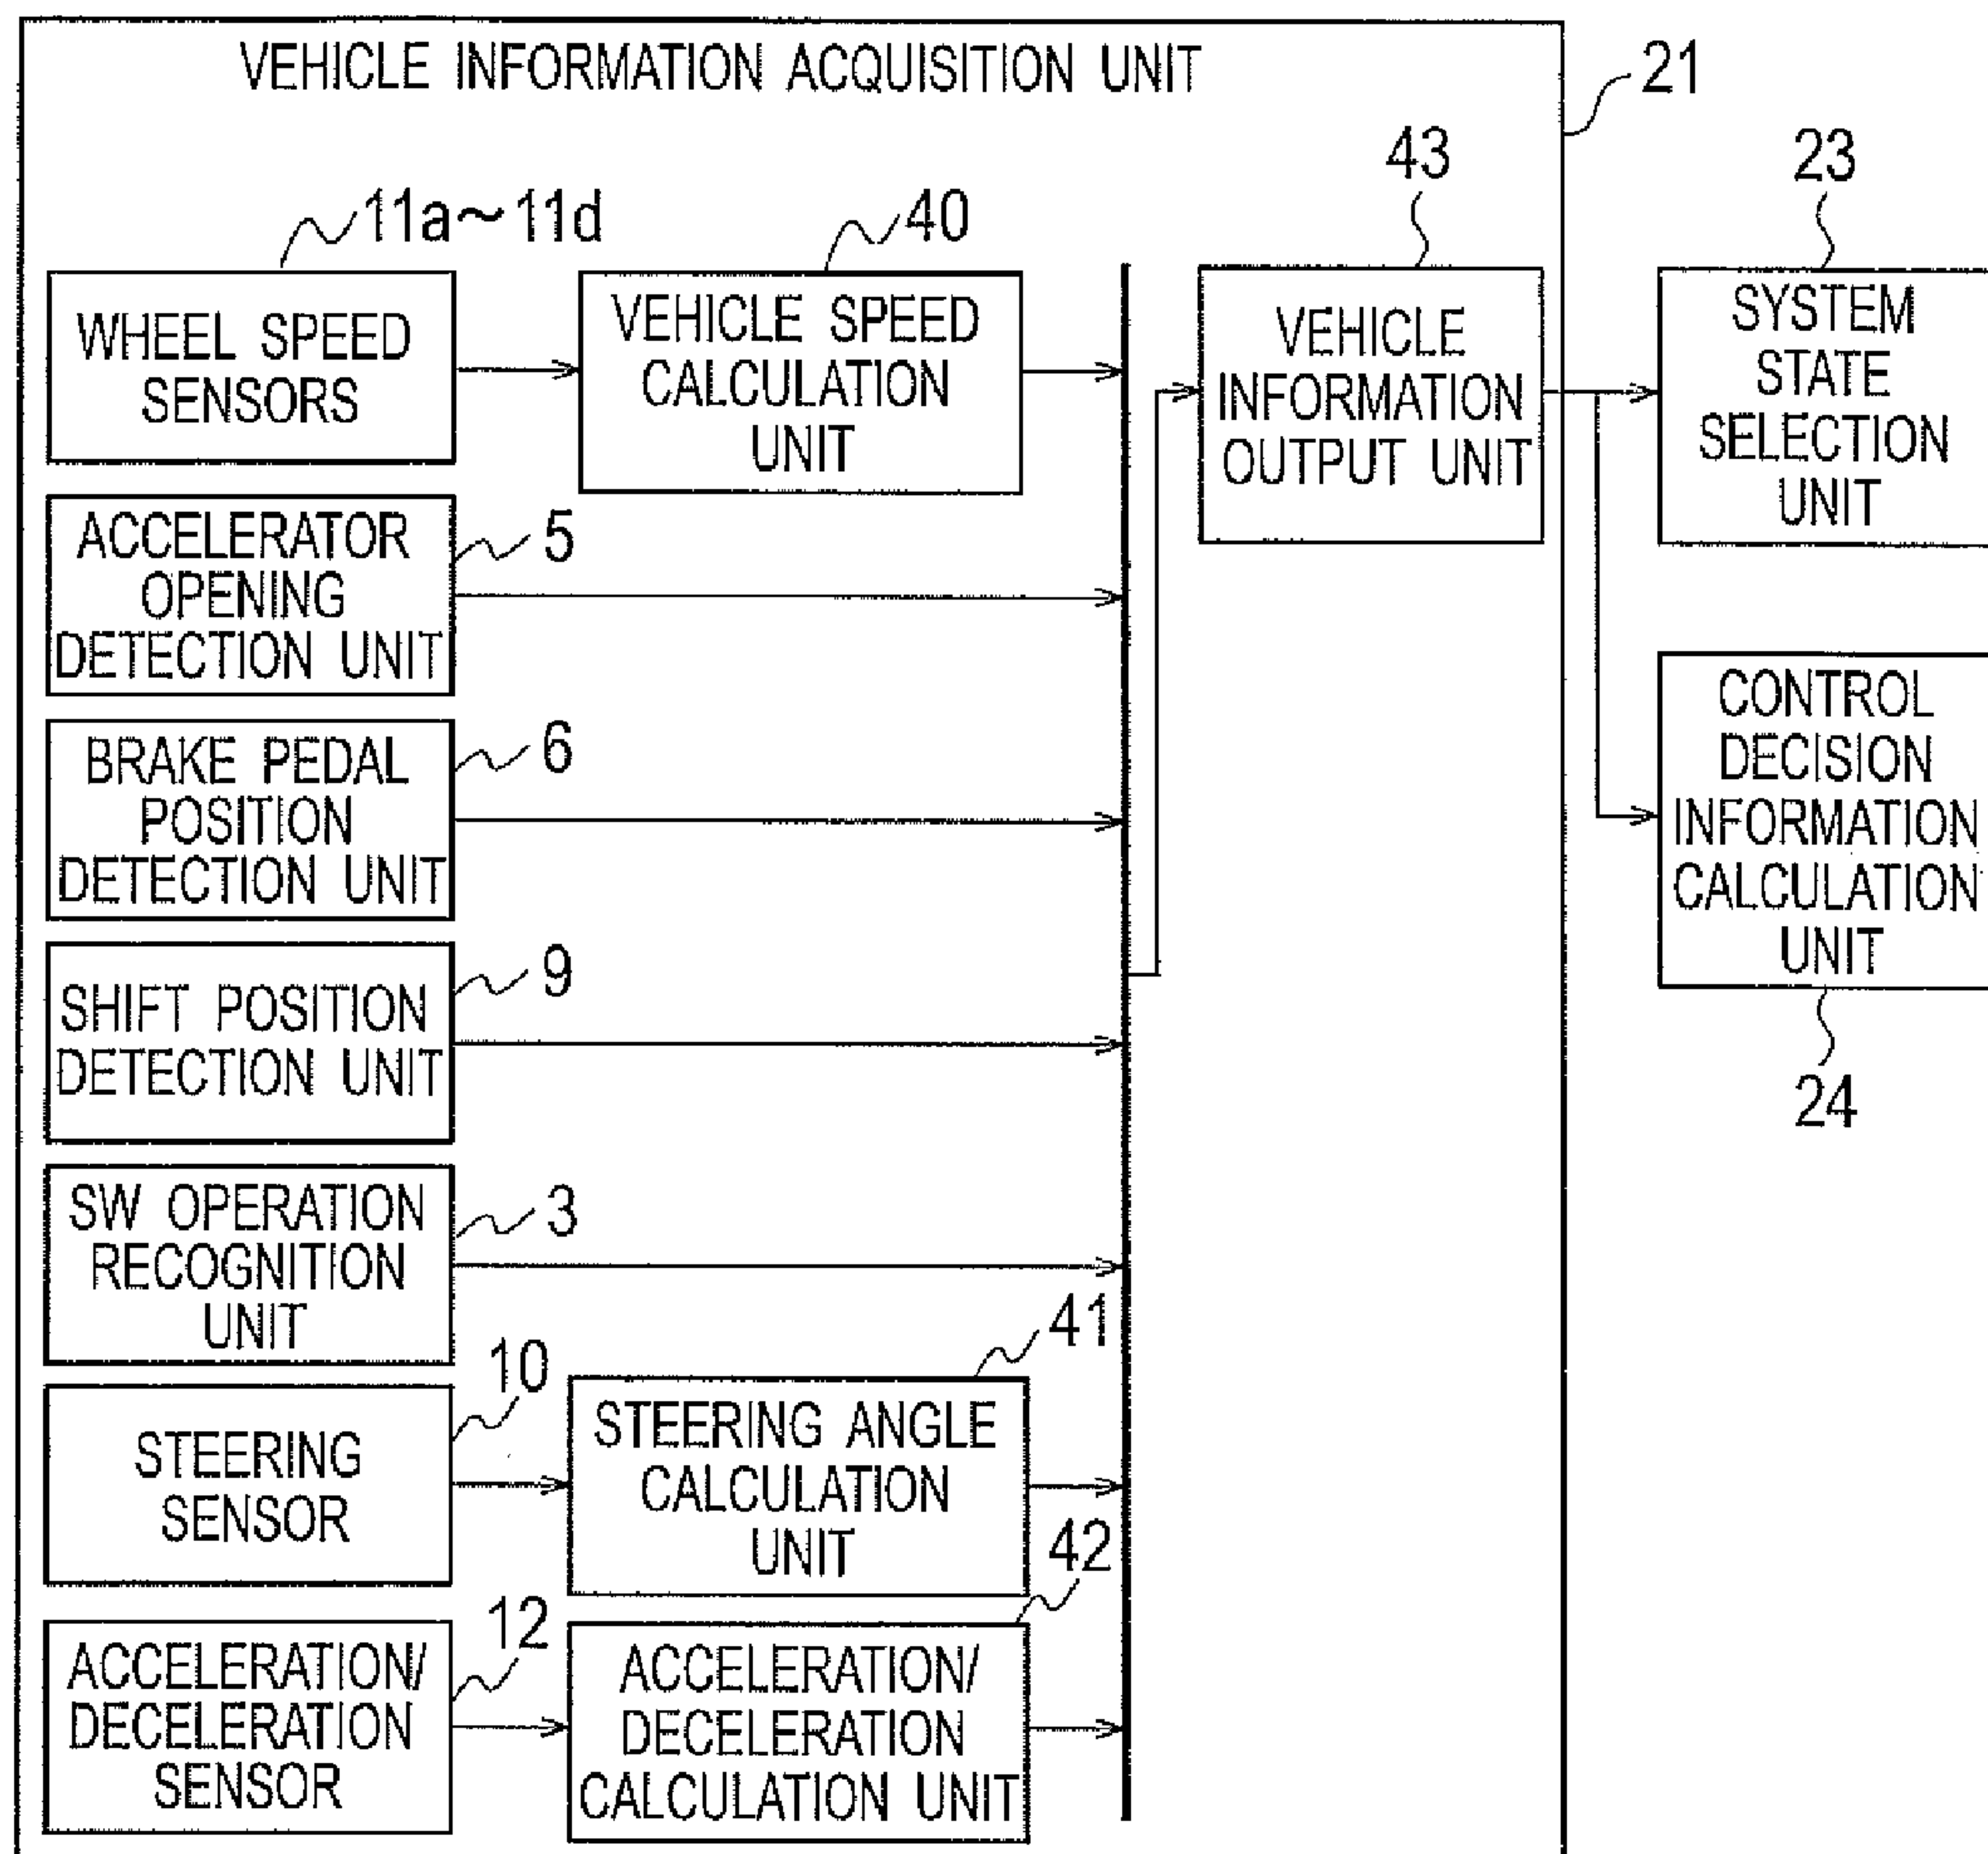 VEHICLE INFORMATION ACQUISITION UNIT
21
11a~11d
40
43
23
WHEEL SPEED
SENSORS
VEHICLE SPEED
CALCULATION
UNIT
VEHICLE
INFORMATION
OUTPUT UNIT
SYSTEM
STATE
SELECTION
UNIT
ACCELERATOR
OPENING
DETECTION UNIT
5
BRAKE PEDAL
POSITION
DETECTION UNIT
6
CONTROL
DECISION
INFORMATION
CALCULATION
UNIT
24
SHIFT POSITION
DETECTION UNIT
9
SW OPERATION
RECOGNITION
UNIT
3
STEERING
SENSOR
10
STEERING ANGLE
CALCULATION
UNIT
41
ACCELERATION/
DECELERATION
SENSOR
12
ACCELERATION/
DECELERATION
CALCULATION UNIT
42